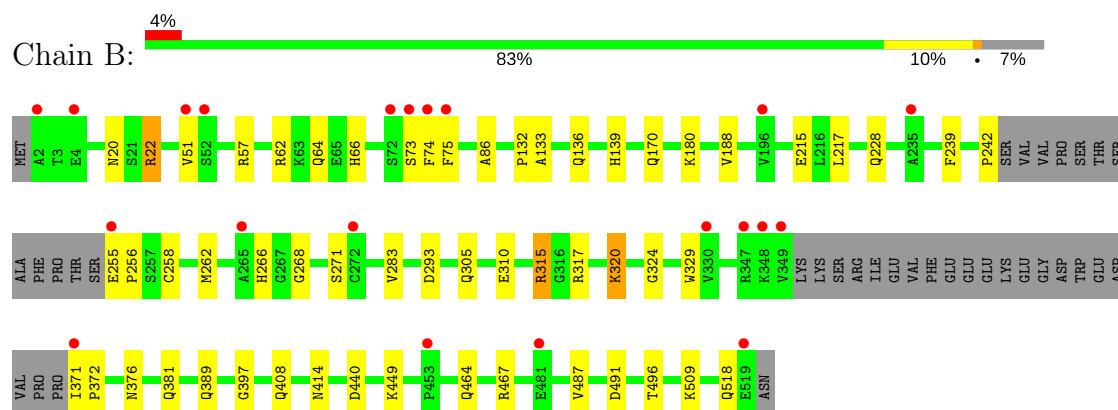 4%
Chain B:
83% 10% • 7%
MET A2 T3 E4 N20 S21 R22 V51 S52 R57 R62 K63 Q64 E65 H66 S72 S73 F74 F75 A86 P132 A133 Q136 H139 Q170 K180 V188 V196 E215 L216 L217 Q228 A235 F239 P242 SER VAL VAL PRO SER THR SER
ALA PHE PRO THR SER E255 P256 S257 C258 M262 A265 H266 G267 G268 S271 C272 V283 D293 Q305 E310 R315 G316 R317 K320 G324 W329 V330 R347 K348 V349 LYS LYS SER ARG ILE GLU VAL PHE GLU GLU GLU LYS GLU GLY ASP TRP GLU ASP
VAL PRO PRO I371 P372 N376 Q381 Q389 G397 Q408 N414 D440 K449 P453 Q464 R467 E481 V487 D491 T496 K509 Q518 E519 ASN